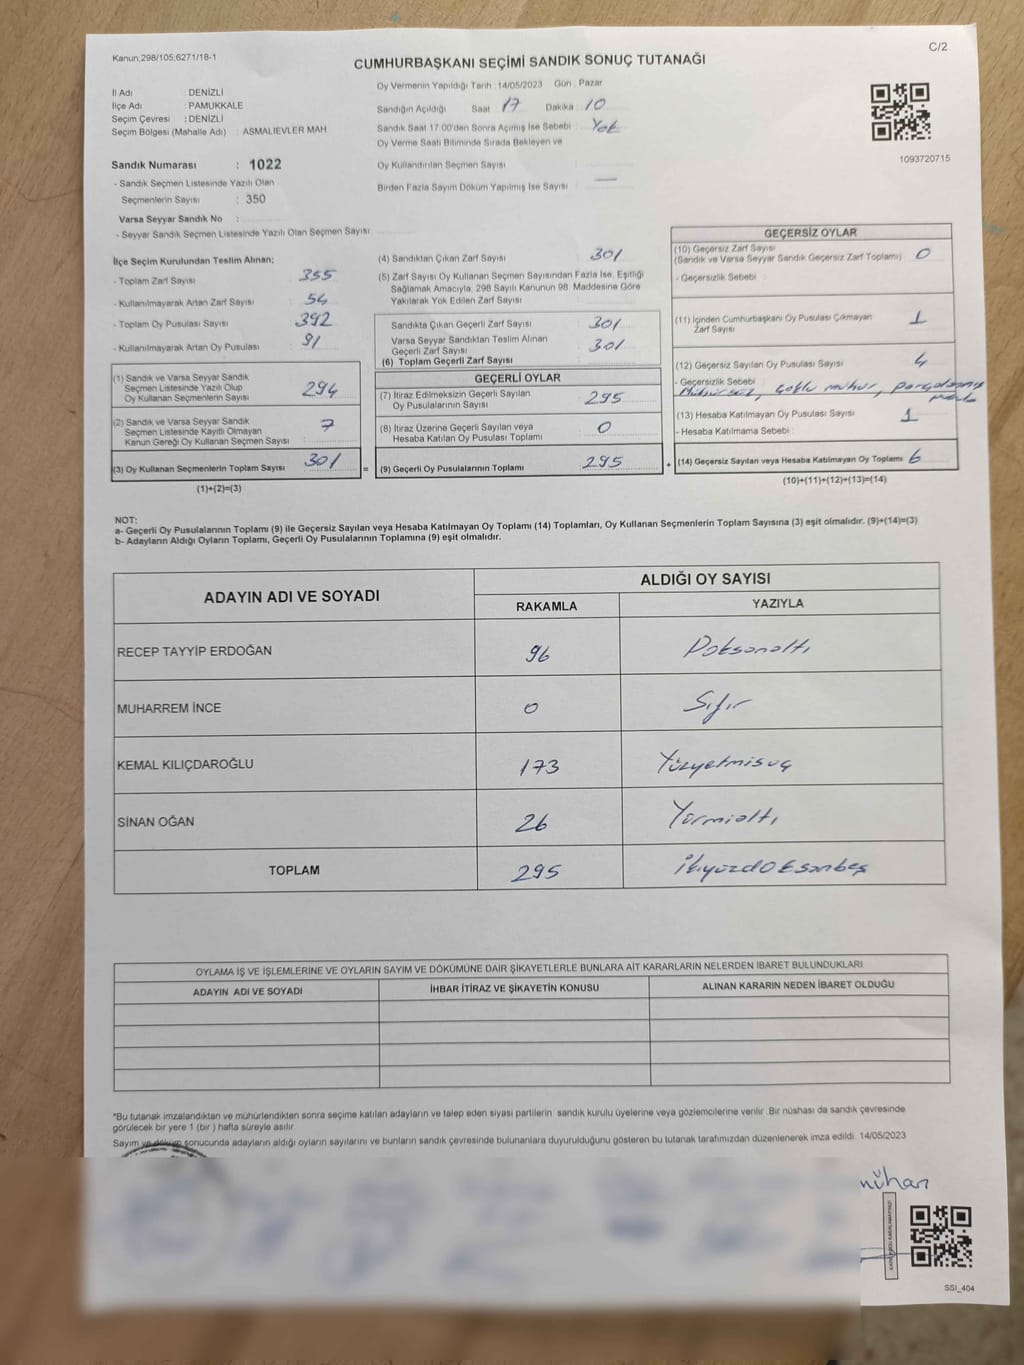 Kanun;298/105;6271/18-1
C/2
CUMHURBAŞKANI SEÇİMİ SANDIK SONUÇ TUTANAĞI
İl Adı : DENİZLİ
İlçe Adı : PAMUKKALE
Seçim Çevresi : DENİZLİ
Seçim Bölgesi (Mahalle Adı) : ASMALIEVLER MAH
Sandık Numarası : 1022
- Sandık Seçmen Listesinde Yazılı Olan
Seçmenlerin Sayısı : 350
Varsa Seyyar Sandık No :
- Seyyar Sandık Seçmen Listesinde Yazılı Olan Seçmen Sayısı:
Oy Vermenin Yapıldığı Tarih :14/05/2023 Gün : Pazar
Sandığın Açıldığı Saat 17 Dakika : 10
Sandık Saat 17:00'den Sonra Açımış İse Sebebi : Yok
Oy Verme Saati Bitiminde Sırada Bekleyen ve
Oy Kullandırılan Seçmen Sayısı :
Birden Fazla Sayım Döküm Yapılmış İse Sayısı : —
1093720715
İlçe Seçim Kurulundan Teslim Alınan;
- Toplam Zarf Sayısı : 355
- Kullanılmayarak Artan Zarf Sayısı : 54
- Toplam Oy Pusulası Sayısı : 392
- Kullanılmayarak Artan Oy Pusulası : 91
(1) Sandık ve Varsa Seyyar Sandık
Seçmen Listesinde Yazılı Olup
Oy Kullanan Seçmenlerin Sayısı : 294
(2) Sandık ve Varsa Seyyar Sandık
Seçmen Listesinde Kayıtlı Olmayan
Kanun Gereği Oy Kullanan Seçmen Sayısı : 7
(3) Oy Kullanan Seçmenlerin Toplam Sayısı : 301
(1)+(2)=(3)
(4) Sandıktan Çıkan Zarf Sayısı : 301
(5) Zarf Sayısı Oy Kullanan Seçmen Sayısından Fazla İse, Eşitliği
Sağlamak Amacıyla, 298 Sayılı Kanunun 98. Maddesine Göre
Yakılarak Yok Edilen Zarf Sayısı :
Sandıkta Çıkan Geçerli Zarf Sayısı : 301
Varsa Seyyar Sandıktan Teslim Alınan
Geçerli Zarf Sayısı : 301
(6) Toplam Geçerli Zarf Sayısı :
GEÇERLİ OYLAR
(7) İtiraz Edilmeksizin Geçerli Sayılan
Oy Pusulalarının Sayısı : 295
(8) İtiraz Üzerine Geçerli Sayılan veya
Hesaba Katılan Oy Pusulası Toplamı : 0
= (9) Geçerli Oy Pusulalarının Toplamı : 295
GEÇERSİZ OYLAR
(10) Geçersiz Zarf Sayısı
(Sandık ve Varsa Seyyar Sandık Geçersiz Zarf Toplamı) : 0
- Geçersizlik Sebebi :
(11) İçinden Cumhurbaşkanı Oy Pusulası Çıkmayan
Zarf Sayısı : 1
(12) Geçersiz Sayılan Oy Pusulası Sayısı : 4
- Geçersizlik Sebebi :
Mühürsüz, çoklu mühür,
(13) Hesaba Katılmayan Oy Pusulası Sayısı : 1
- Hesaba Katılmama Sebebi :
+ (14) Geçersiz Sayılan veya Hesaba Katılmayan Oy Toplamı : 6
(10)+(11)+(12)+(13)=(14)
NOT:
a- Geçerli Oy Pusulalarının Toplamı (9) ile Geçersiz Sayılan veya Hesaba Katılmayan Oy Toplamı (14) Toplamları, Oy Kullanan Seçmenlerin Toplam Sayısına (3) eşit olmalıdır. (9)+(14)=(3)
b- Adayların Aldığı Oyların Toplamı, Geçerli Oy Pusulalarının Toplamına (9) eşit olmalıdır.
ADAYIN ADI VE SOYADI
ALDIĞI OY SAYISI
RAKAMLA YAZIYLA
RECEP TAYYİP ERDOĞAN 96 Doksanaltı
MUHARREM İNCE 0 Sıfır
KEMAL KILIÇDAROĞLU 173 Yüzyetmisüç
SİNAN OĞAN 26 Yirmialtı
TOPLAM 295 İkiyüzdoksanbeş
OYLAMA İŞ VE İŞLEMLERİNE VE OYLARIN SAYIM VE DÖKÜMÜNE DAİR ŞİKAYETLERLE BUNLARA AİT KARARLARIN NELERDEN İBARET BULUNDUKLARI
ADAYIN ADI VE SOYADI İHBAR İTİRAZ VE ŞİKAYETİN KONUSU ALINAN KARARIN NEDEN İBARET OLDUĞU
*Bu tutanak imzalandıktan ve mühürlendikten sonra seçime katılan adayların ve talep eden siyasi partilerin sandık kurulu üyelerine veya gözlemcilerine verilir. Bir nüshası da sandık çevresinde
görülecek bir yere 1 (bir ) hafta süreyle asılır.
Sayım ve döküm sonucunda adayların aldığı oyların sayılarını ve bunların sandık çevresinde bulunanlara duyurulduğunu gösteren bu tutanak tarafımızdan düzenlenerek imza edildi. 14/05/2023
SSI_404